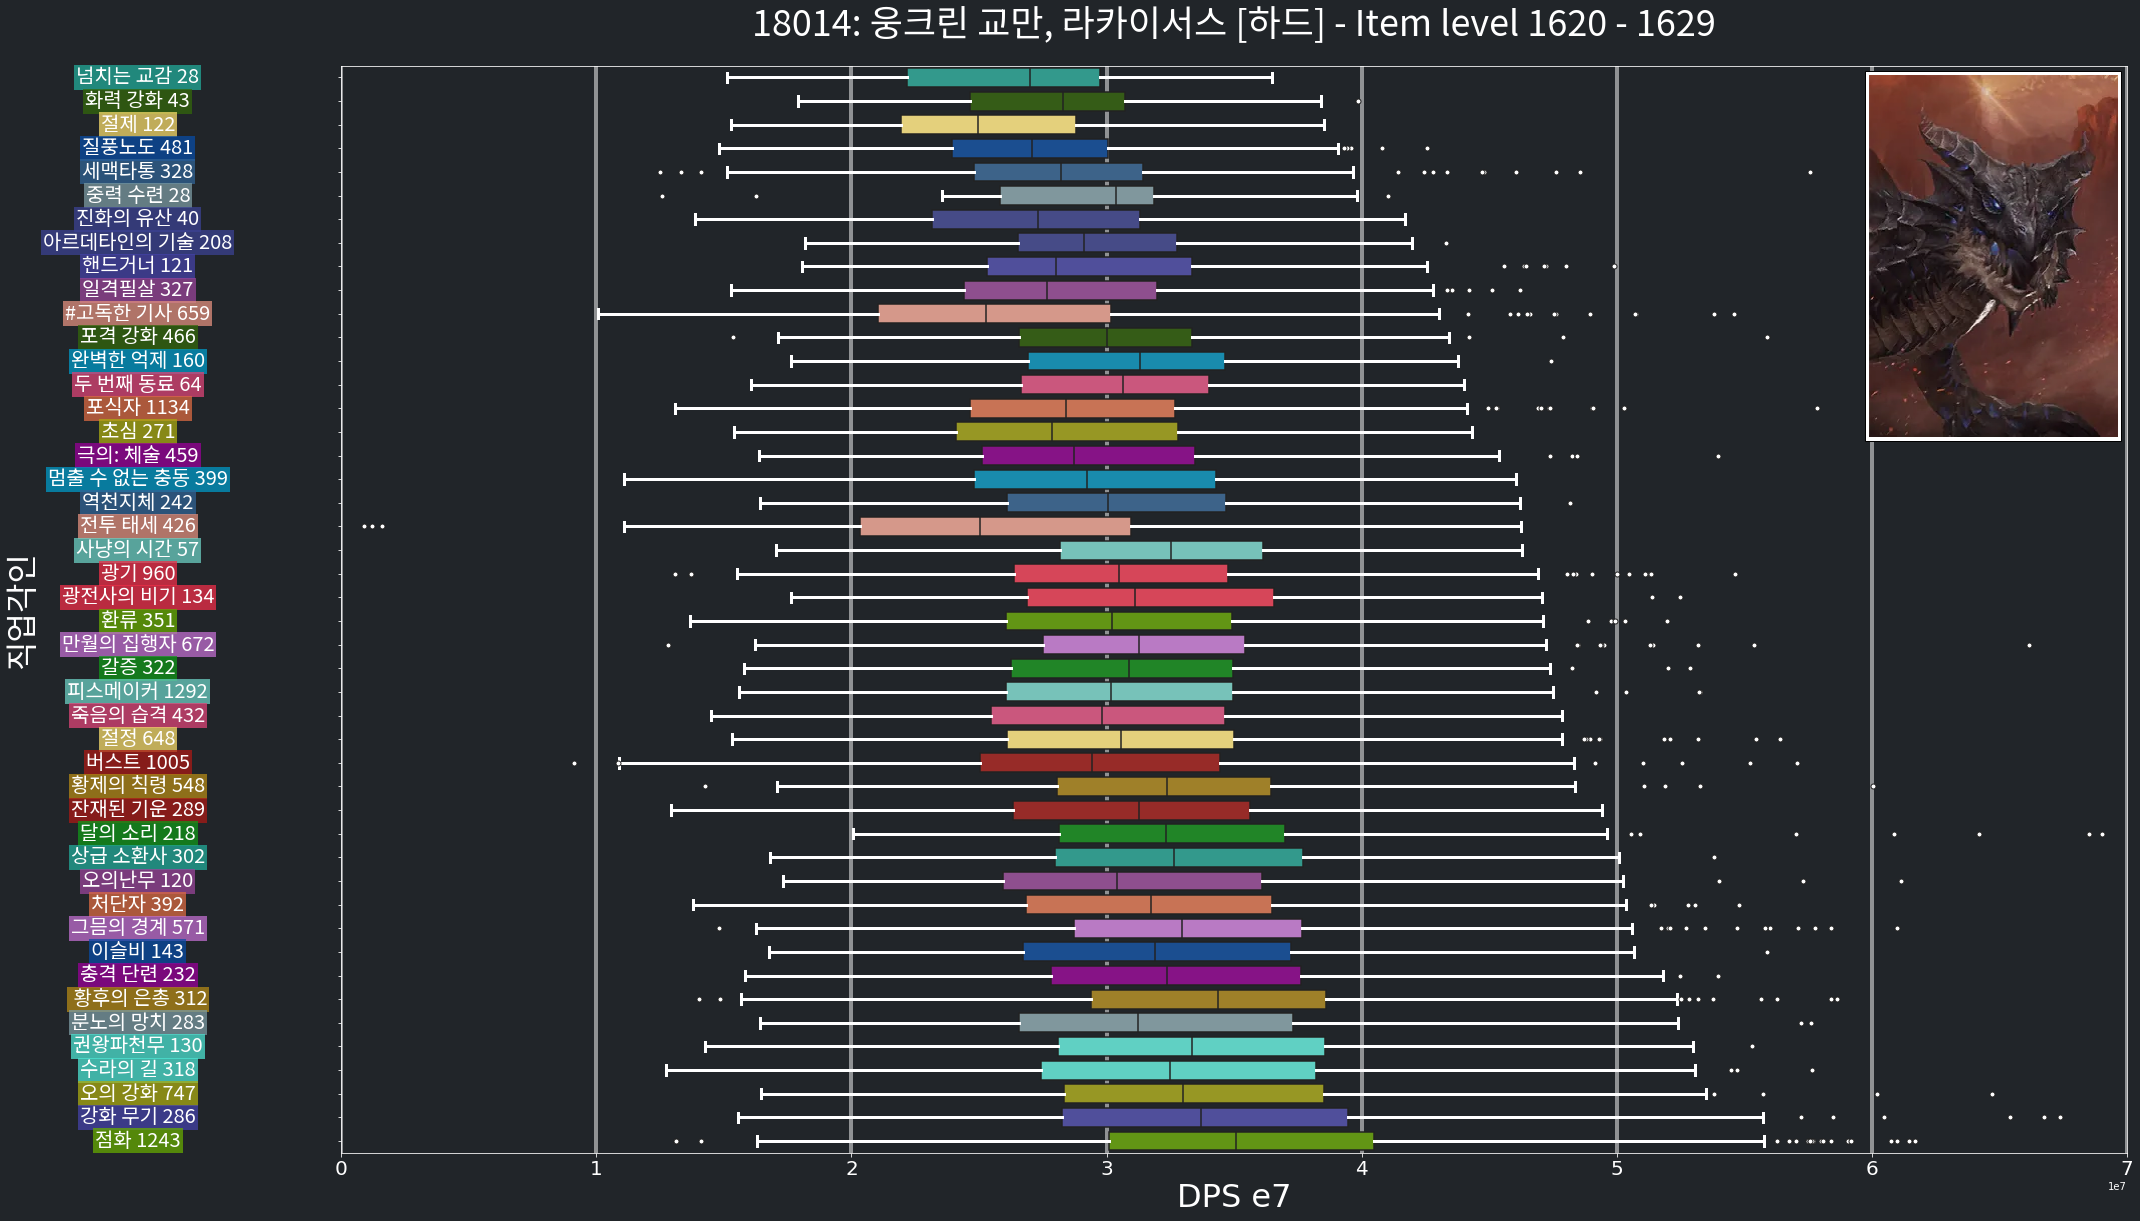 18014: 웅크린 교만, 라카이서스 [하드] - Item level 1620 - 1629
직업각인
넘치는 교감 28
화력 강화 43
절제 122
질풍노도 481
세맥타통 328
중력 수련 28
진화의 유산 40
아르데타인의 기술 208
핸드거너 121
일격필살 327
#고독한 기사 659
포격 강화 466
완벽한 억제 160
두 번째 동료 64
포식자 1134
초심 271
극의: 체술 459
멈출 수 없는 충동 399
역천지체 242
전투 태세 426
사냥의 시간 57
광기 960
광전사의 비기 134
환류 351
만월의 집행자 672
갈증 322
피스메이커 1292
죽음의 습격 432
절정 648
버스트 1005
황제의 칙령 548
잔재된 기운 289
달의 소리 218
상급 소환사 302
오의난무 120
처단자 392
그믐의 경계 571
이슬비 143
충격 단련 232
황후의 은총 312
분노의 망치 283
권왕파천무 130
수라의 길 318
오의 강화 747
강화 무기 286
점화 1243
0 1 2 3 4 5 6 7
1e7
DPS e7